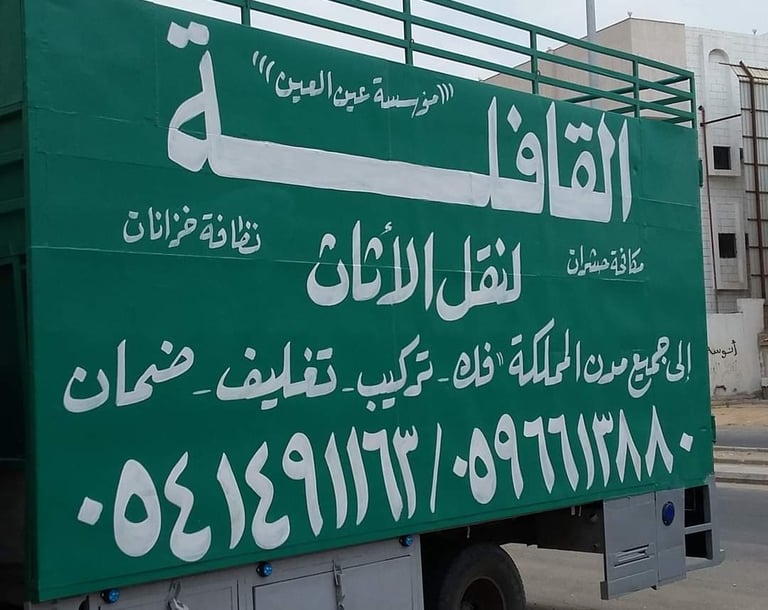 (((مؤسسة عين العين)))
القافلة
مكافحة حشرات
لنقل الأثاث
نظافة خزانات
إلى جميع مدن المملكة "فك - تركيب - تغليف - ضمان
٠٥٤١٤٩١١٦٣ / ٠٥٩٦٦١٣٨٨٠